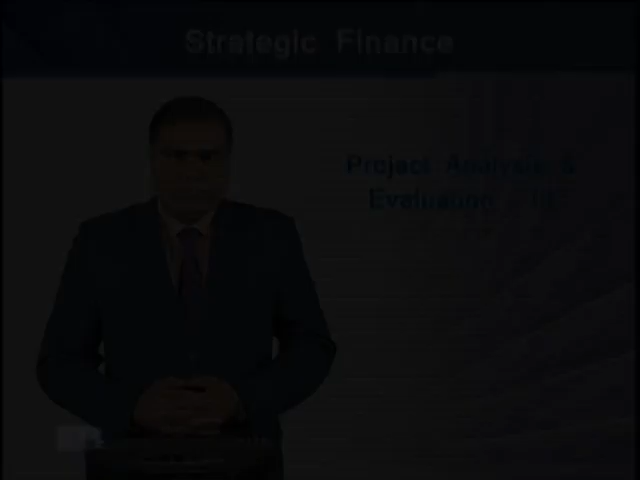 Strategic Finance
Project Analysis &
Evaluation